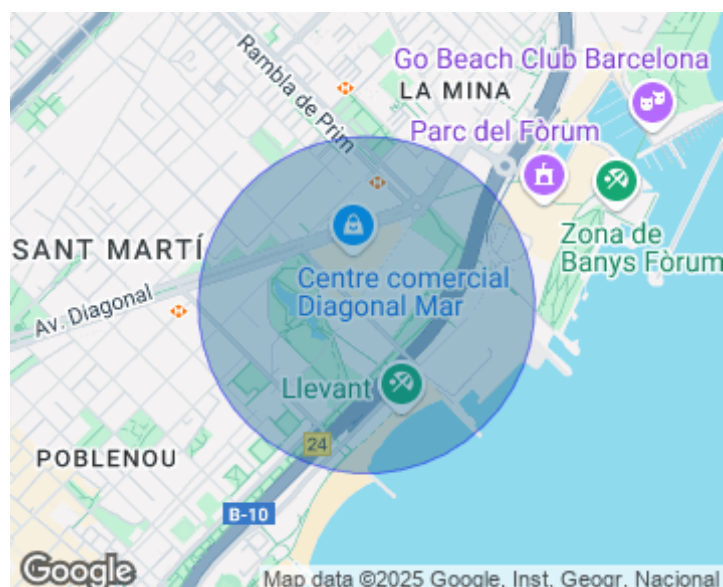 Rambla de Prim
Go Beach Club Barcelona
LA MINA
Parc del Fòrum
SANT MARTÍ
Zona de
Banys Fòrum
Centre comercial
Diagonal Mar
Av. Diagonal
Llevant
24
POBLENOU
B-10
Google
Map data ©2025 Google, Inst. Geogr. Nacional